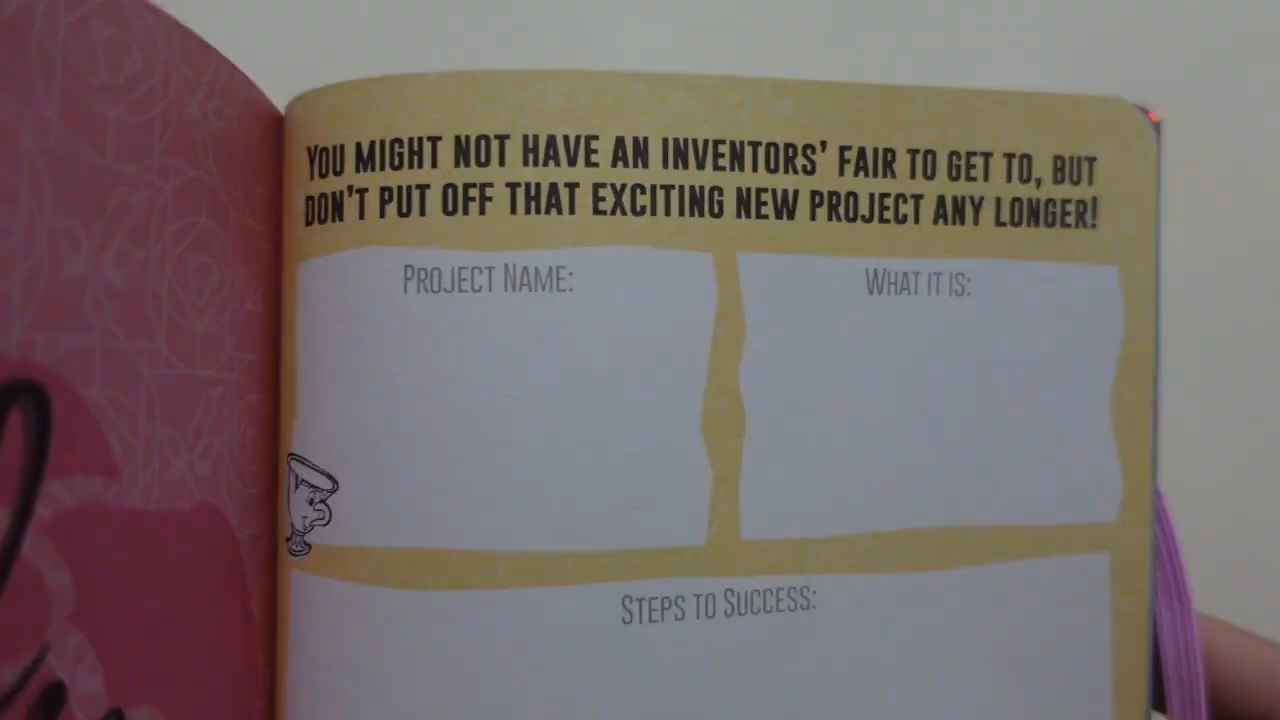 YOU MIGHT NOT HAVE AN INVENTORS' FAIR TO GET TO, BUT
DON'T PUT OFF THAT EXCITING NEW PROJECT ANY LONGER!
PROJECT NAME:
WHAT IT IS:
STEPS TO SUCCESS: